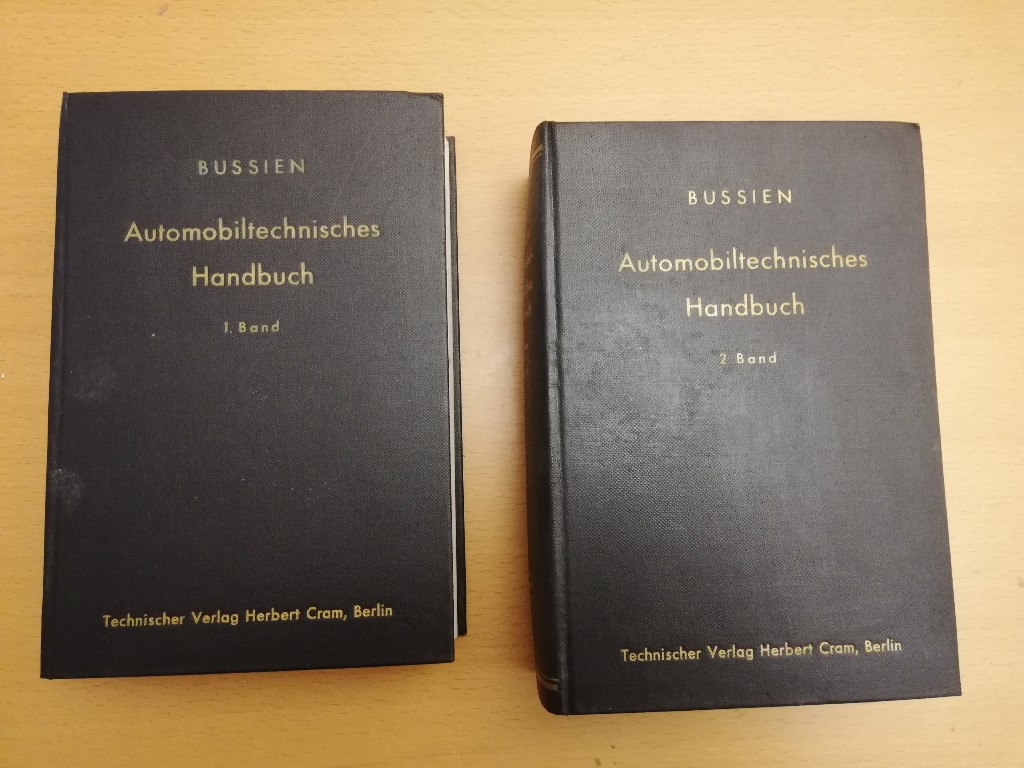 BUSSIEN
Automobiltechnisches
Handbuch
1. Band
Technischer Verlag Herbert Cram, Berlin
BUSSIEN
Automobiltechnisches
Handbuch
2 Band
Technischer Verlag Herbert Cram, Berlin